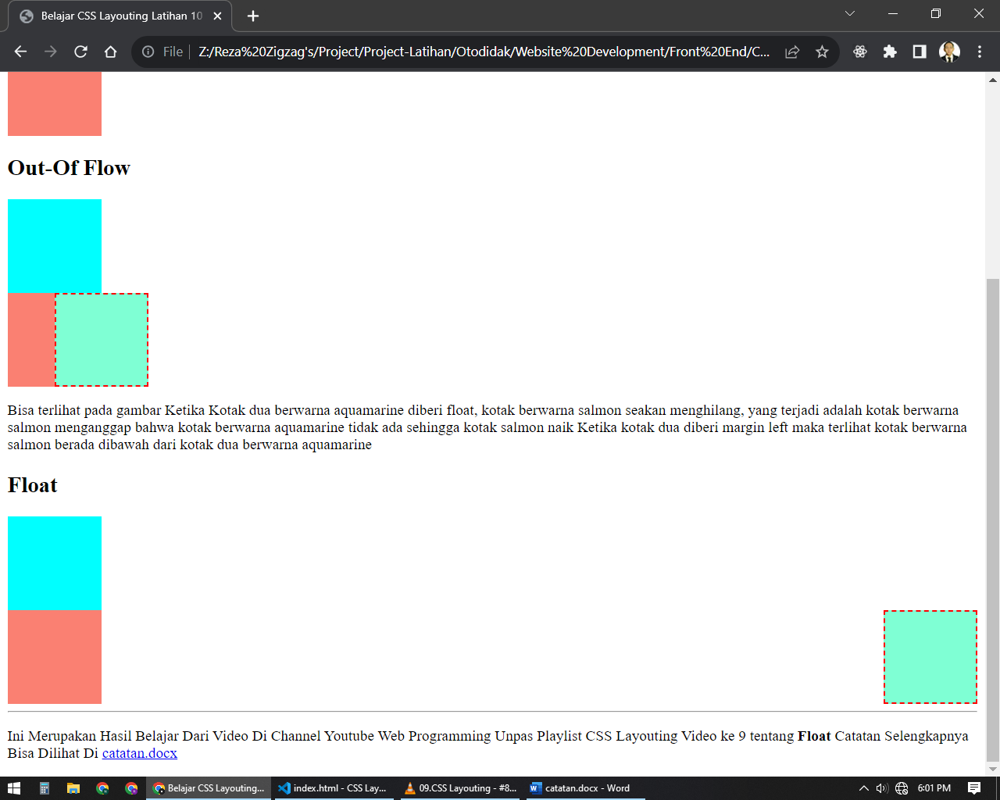 Belajar CSS Layouting Latihan 10
File
Z:/Reza%20Zigzag's/Project/Project-Latihan/Otodidak/Website%20Development/Front%20End/C...
Out-Of Flow
Bisa terlihat pada gambar Ketika Kotak dua berwarna aquamarine diberi float, kotak berwarna salmon seakan menghilang, yang terjadi adalah kotak berwarna
salmon menganggap bahwa kotak berwarna aquamarine tidak ada sehingga kotak salmon naik Ketika kotak dua diberi margin left maka terlihat kotak berwarna
salmon berada dibawah dari kotak dua berwarna aquamarine
Float
Ini Merupakan Hasil Belajar Dari Video Di Channel Youtube Web Programming Unpas Playlist CSS Layouting Video ke 9 tentang Float Catatan Selengkapnya
Bisa Dilihat Di catatan.docx
Belajar CSS Layouting...
index.html - CSS Lay...
09.CSS Layouting - #8...
catatan.docx - Word
6:01 PM